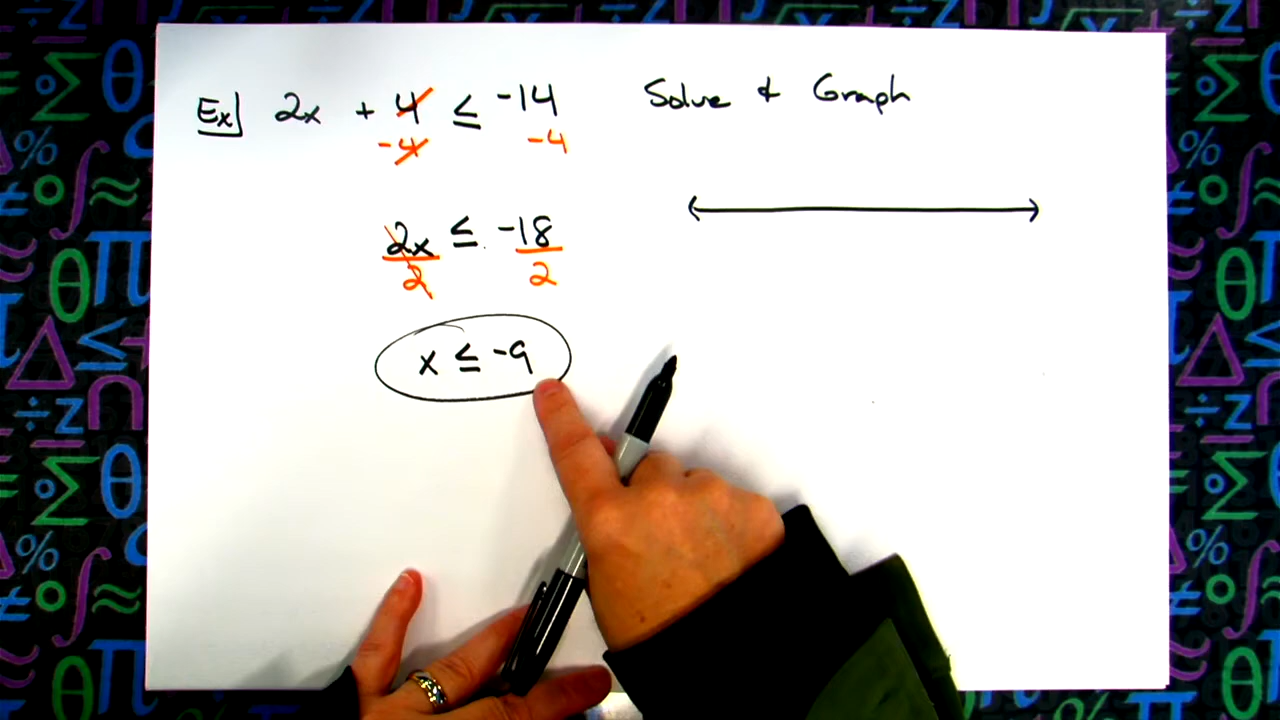 Ex] 2x + 4 ≤ -14 Solve & Graph
-4 -4
2x ≤ -18
2 2
x ≤ -9